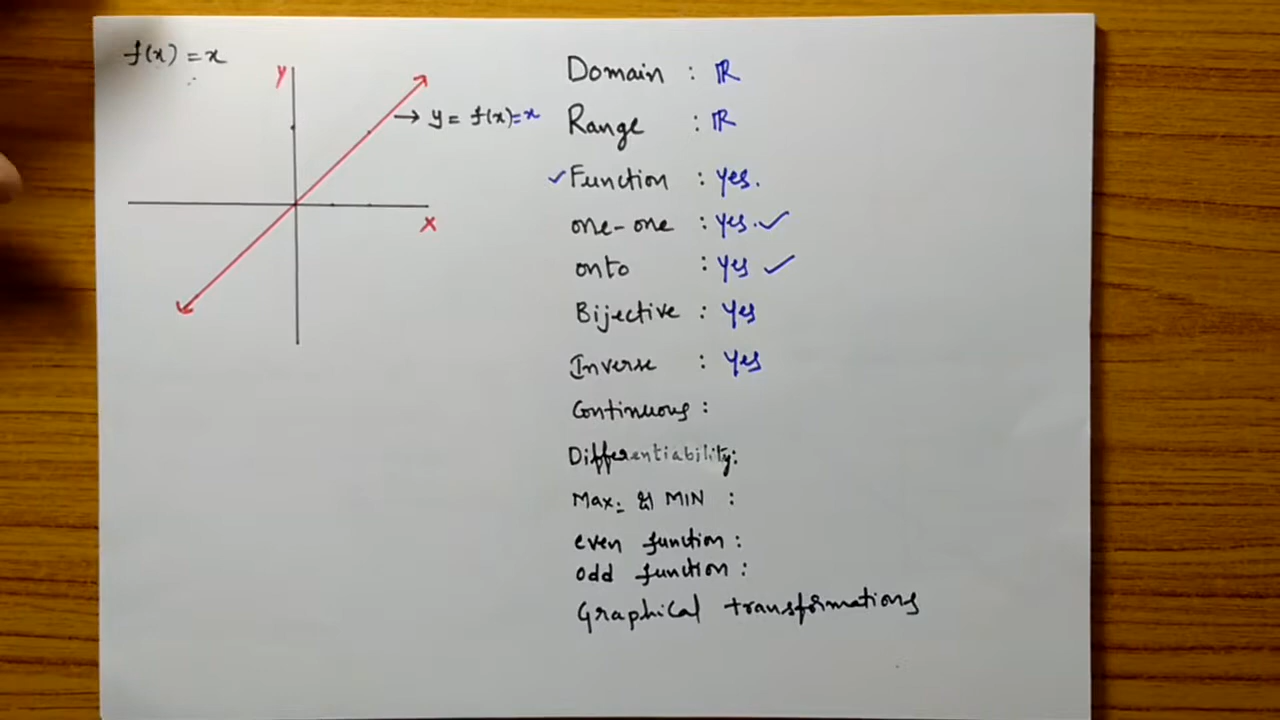 f(x) = x
y
→ y = f(x)=x
x
Domain : ℝ
Range : ℝ
✓Function : yes.
one-one : yes.✓
onto : yes ✓
Bijective : yes
Inverse : yes
Continuous :
Differentiability:
Max. & MIN :
even function :
odd function :
Graphical transformations